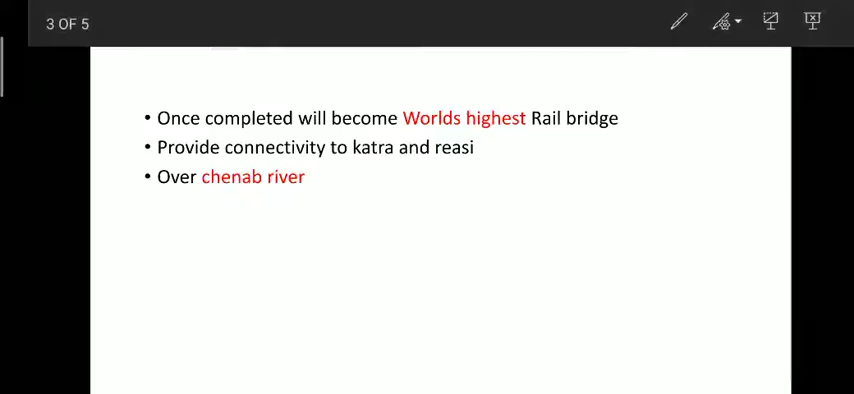 3 OF 5
• Once completed will become Worlds highest Rail bridge
• Provide connectivity to katra and reasi
• Over chenab river